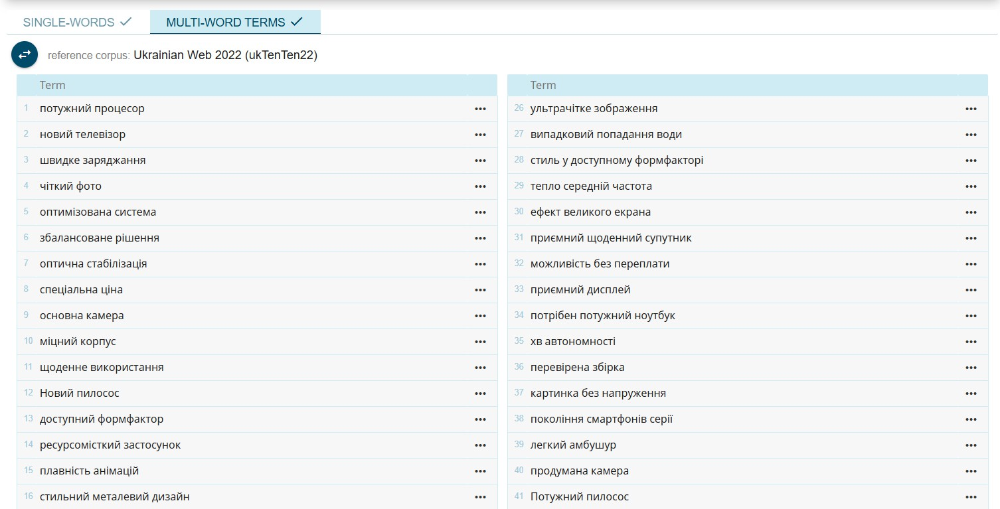 SINGLE-WORDS
MULTI-WORD TERMS
reference corpus: Ukrainian Web 2022 (ukTenTen22)
Term
1 потужний процесор
2 новий телевізор
3 швидке заряджання
4 чіткий фото
5 оптимізована система
6 збалансоване рішення
7 оптична стабілізація
8 спеціальна ціна
9 основна камера
10 міцний корпус
11 щоденне використання
12 Новий пилосос
13 доступний формфактор
14 ресурсомісткий застосунок
15 плавність анімацій
16 стильний металевий дизайн
Term
26 ультрачітке зображення
27 випадковий попадання води
28 стиль у доступному формфакторі
29 тепло середній частота
30 ефект великого екрана
31 приємний щоденний супутник
32 можливість без переплати
33 приємний дисплей
34 потрібен потужний ноутбук
35 хв автономності
36 перевірена збірка
37 картинка без напруження
38 покоління смартфонів серії
39 легкий амбушур
40 продумана камера
41 Потужний пилосос